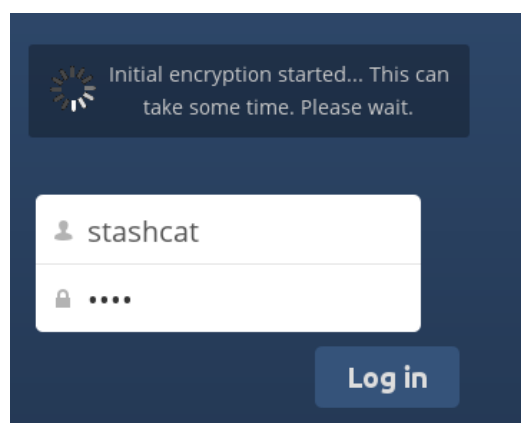 Initial encryption started... This can
take some time. Please wait.
stashcat
••••
Log in